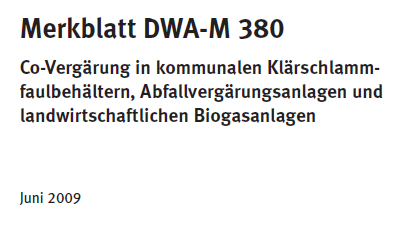 Merkblatt DWA-M 380
Co-Vergärung in kommunalen Klärschlamm-
faulbehältern, Abfallvergärungsanlagen und
landwirtschaftlichen Biogasanlagen
Juni 2009